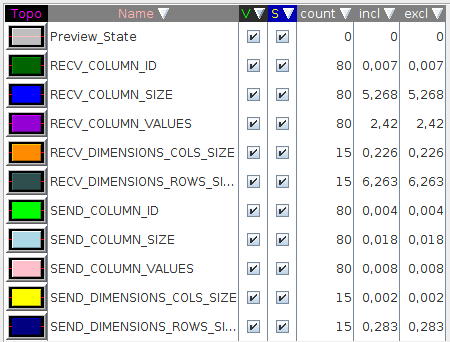 Topo Name V S count incl excl
Preview_State 0 0 0
RECV_COLUMN_ID 80 0,007 0,007
RECV_COLUMN_SIZE 80 5,268 5,268
RECV_COLUMN_VALUES 80 2,42 2,42
RECV_DIMENSIONS_COLS_SIZE 15 0,226 0,226
RECV_DIMENSIONS_ROWS_SI... 15 6,263 6,263
SEND_COLUMN_ID 80 0,004 0,004
SEND_COLUMN_SIZE 80 0,018 0,018
SEND_COLUMN_VALUES 80 0,008 0,008
SEND_DIMENSIONS_COLS_SIZE 15 0,002 0,002
SEND_DIMENSIONS_ROWS_SI... 15 0,283 0,283